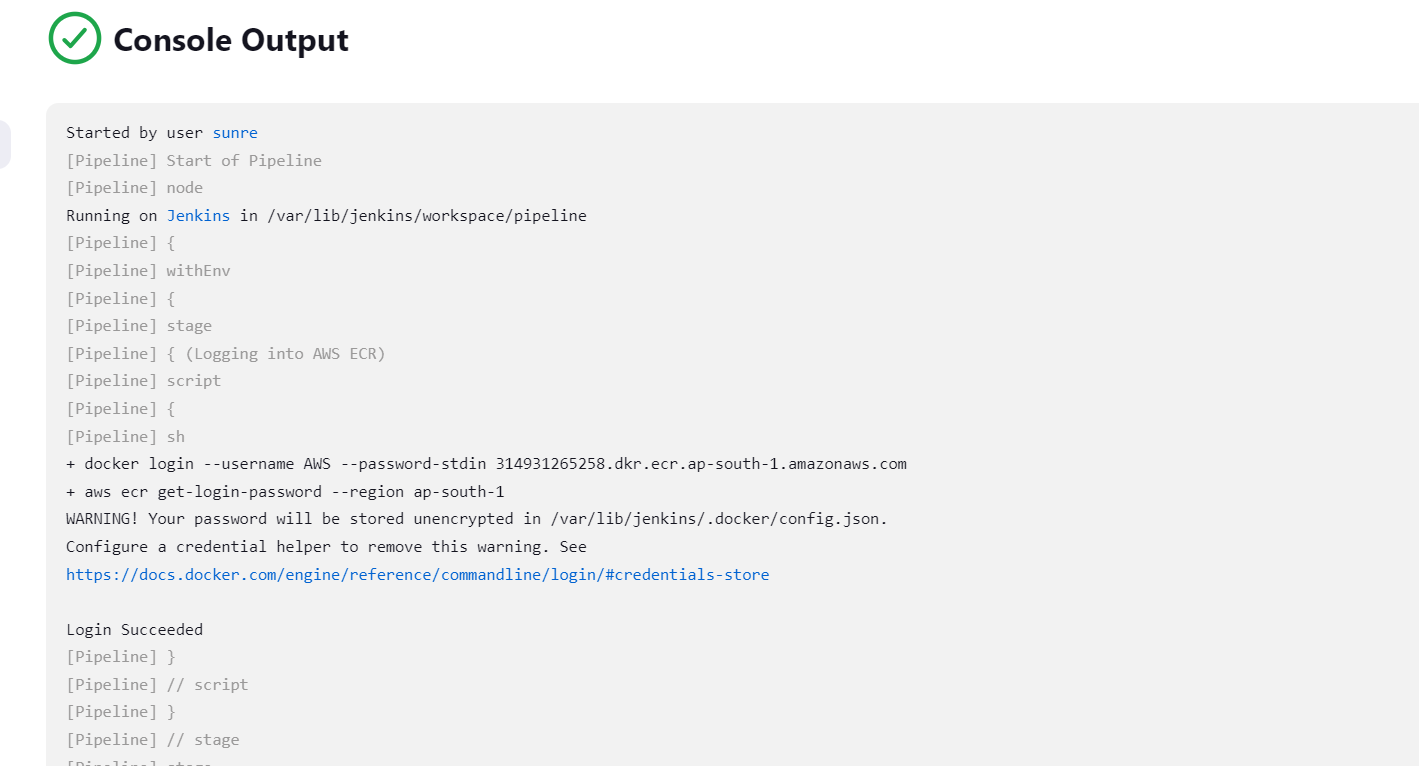 Console Output
Started by user sunre
[Pipeline] Start of Pipeline
[Pipeline] node
Running on Jenkins in /var/lib/jenkins/workspace/pipeline
[Pipeline] {
[Pipeline] withEnv
[Pipeline] {
[Pipeline] stage
[Pipeline] { (Logging into AWS ECR)
[Pipeline] script
[Pipeline] {
[Pipeline] sh
+ docker login --username AWS --password-stdin 314931265258.dkr.ecr.ap-south-1.amazonaws.com
+ aws ecr get-login-password --region ap-south-1
WARNING! Your password will be stored unencrypted in /var/lib/jenkins/.docker/config.json.
Configure a credential helper to remove this warning. See
https://docs.docker.com/engine/reference/commandline/login/#credentials-store
Login Succeeded
[Pipeline] }
[Pipeline] // script
[Pipeline] }
[Pipeline] // stage
[Pipeline] stage